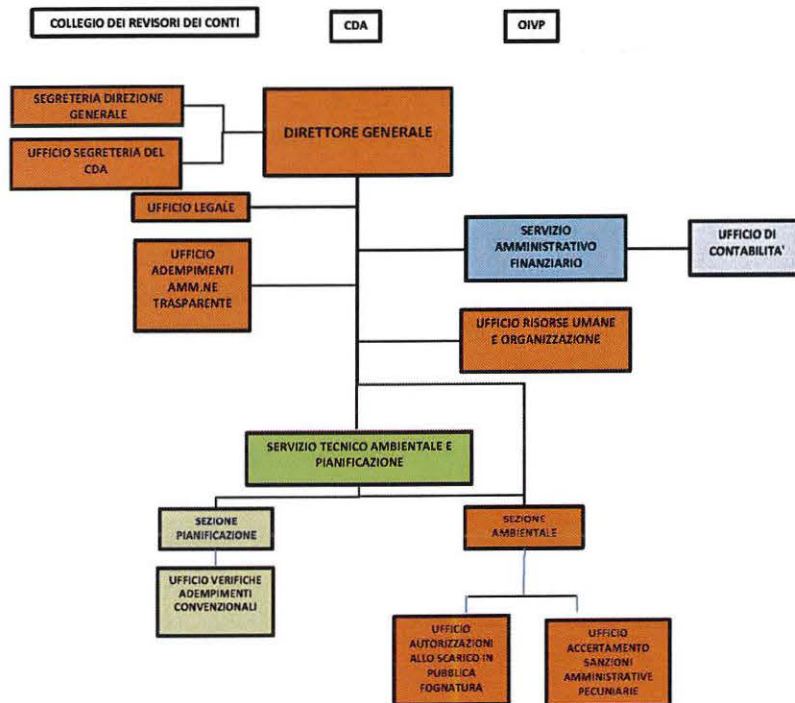 COLLEGIO DEI REVISORI DEI CONTI
CDA
OIVP
SEGRETERIA DIREZIONE
GENERALE
DIRETTORE GENERALE
UFFICIO SEGRETERIA DEL
CDA
UFFICIO LEGALE
SERVIZIO
AMMINISTRATIVO
FINANZIARIO
UFFICIO DI
CONTABILITA'
UFFICIO
ADEMPIMENTI
AMM.NE
TRASPARENTE
UFFICIO RISORSE UMANE
E ORGANIZZAZIONE
SERVIZIO TECNICO AMBIENTALE E
PIANIFICAZIONE
SEZIONE
PIANIFICAZIONE
SEZIONE
AMBIENTALE
UFFICIO VERIFICHE
ADEMPIMENTI
CONVENZIONALI
UFFICIO
AUTORIZZAZIONI
ALLO SCARICO IN
PUBBLICA
FOGNATURA
UFFICIO
ACCERTAMENTO
SANZIONI
AMMINISTRATIVE
PECUNIARIE